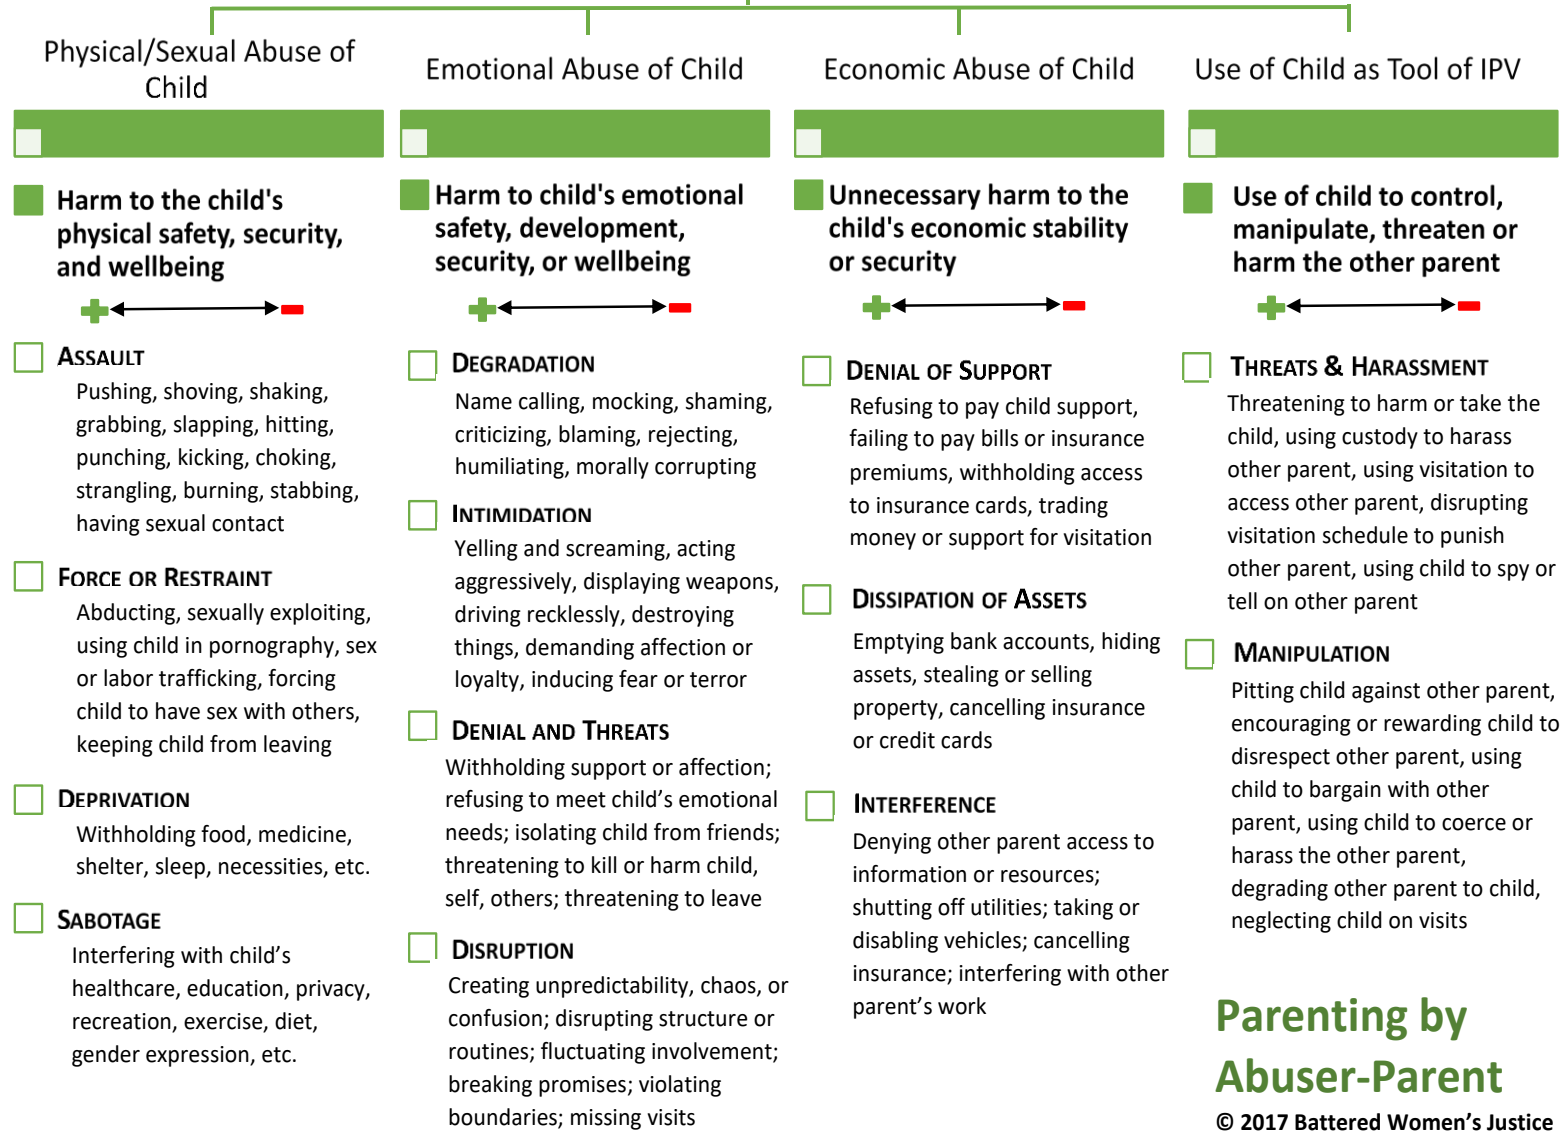 Physical/Sexual Abuse of
Child
Harm to the child's
physical safety, security,
and wellbeing
ASSAULT
Pushing, shoving, shaking,
grabbing, slapping, hitting,
punching, kicking, choking,
strangling, burning, stabbing,
having sexual contact
FORCE OR RESTRAINT
Abducting, sexually exploiting,
using child in pornography, sex
or labor trafficking, forcing
child to have sex with others,
keeping child from leaving
DEPRIVATION
Withholding food, medicine,
shelter, sleep, necessities, etc.
SABOTAGE
Interfering with child’s
healthcare, education, privacy,
recreation, exercise, diet,
gender expression, etc.
Emotional Abuse of Child
Harm to child's emotional
safety, development,
security, or wellbeing
DEGRADATION
Name calling, mocking, shaming,
criticizing, blaming, rejecting,
humiliating, morally corrupting
INTIMIDATION
Yelling and screaming, acting
aggressively, displaying weapons,
driving recklessly, destroying
things, demanding affection or
loyalty, inducing fear or terror
DENIAL AND THREATS
Withholding support or affection;
refusing to meet child’s emotional
needs; isolating child from friends;
threatening to kill or harm child,
self, others; threatening to leave
DISRUPTION
Creating unpredictability, chaos, or
confusion; disrupting structure or
routines; fluctuating involvement;
breaking promises; violating
boundaries; missing visits
Economic Abuse of Child
Unnecessary harm to the
child's economic stability
or security
DENIAL OF SUPPORT
Refusing to pay child support,
failing to pay bills or insurance
premiums, withholding access
to insurance cards, trading
money or support for visitation
DISSIPATION OF ASSETS
Emptying bank accounts, hiding
assets, stealing or selling
property, cancelling insurance
or credit cards
INTERFERENCE
Denying other parent access to
information or resources;
shutting off utilities; taking or
disabling vehicles; cancelling
insurance; interfering with other
parent’s work
Use of Child as Tool of IPV
Use of child to control,
manipulate, threaten or
harm the other parent
THREATS & HARASSMENT
Threatening to harm or take the
child, using custody to harass
other parent, using visitation to
access other parent, disrupting
visitation schedule to punish
other parent, using child to spy or
tell on other parent
MANIPULATION
Pitting child against other parent,
encouraging or rewarding child to
disrespect other parent, using
child to bargain with other
parent, using child to coerce or
harass the other parent,
degrading other parent to child,
neglecting child on visits
Parenting by
Abuser-Parent
© 2017 Battered Women’s Justice